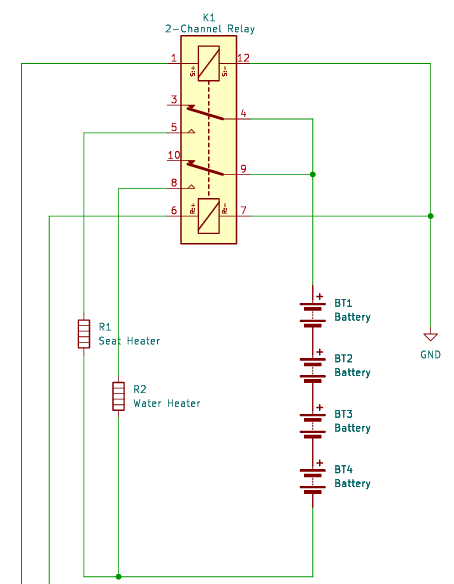 K1
2-Channel Relay
1
12
3
4
5
10
9
8
6
7
R1
Seat Heater
R2
Water Heater
+
BT1
Battery
+
BT2
Battery
+
BT3
Battery
+
BT4
Battery
GND